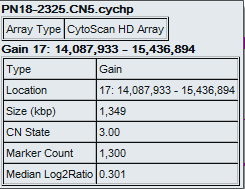 PN18-2325.CN5.cychp
Array Type CytoScan HD Array
Gain 17: 14,087,933 - 15,436,894
Type Gain
Location 17: 14,087,933 - 15,436,894
Size (kbp) 1,349
CN State 3.00
Marker Count 1,300
Median Log2Ratio 0.301